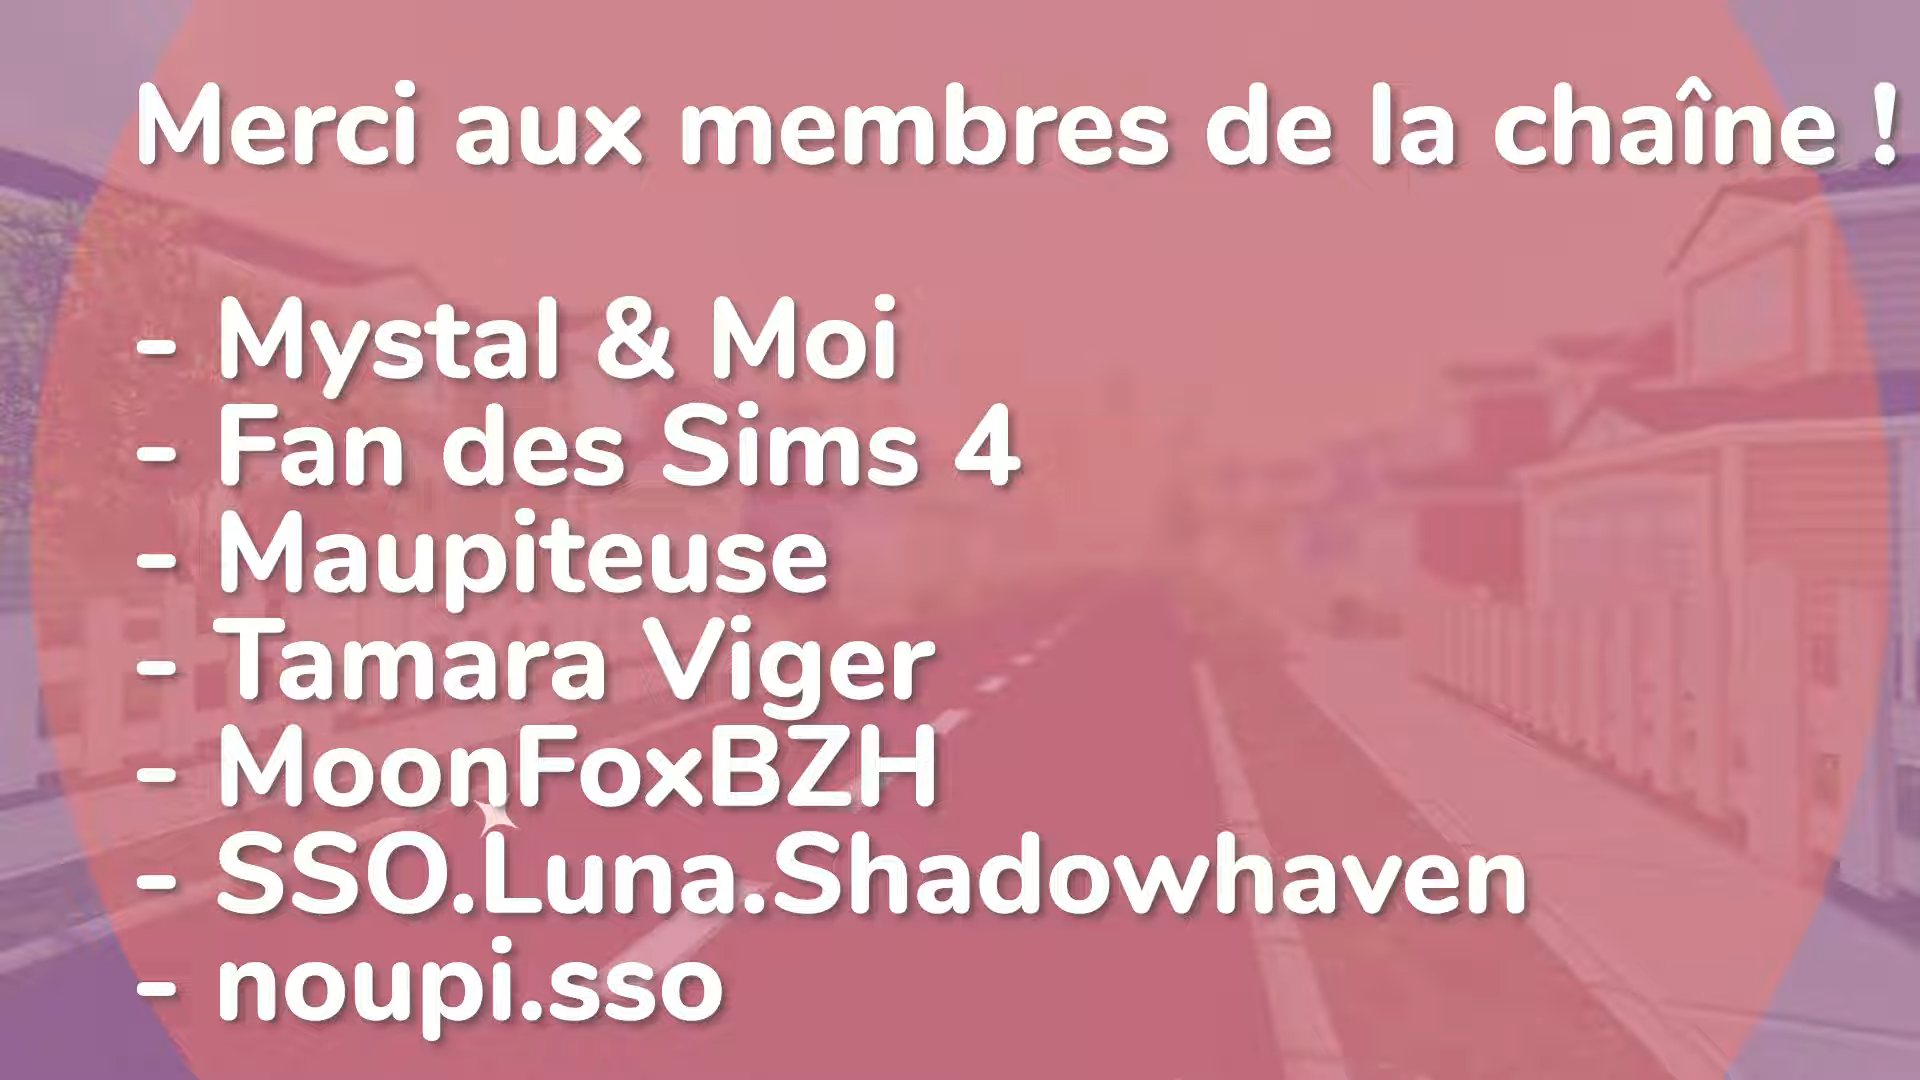 Merci aux membres de la chaîne !
- Mystal & Moi
- Fan des Sims 4
- Maupiteuse
- Tamara Viger
- MoonFoxBZH
- SSO.Luna.Shadowhaven
- noupi.sso